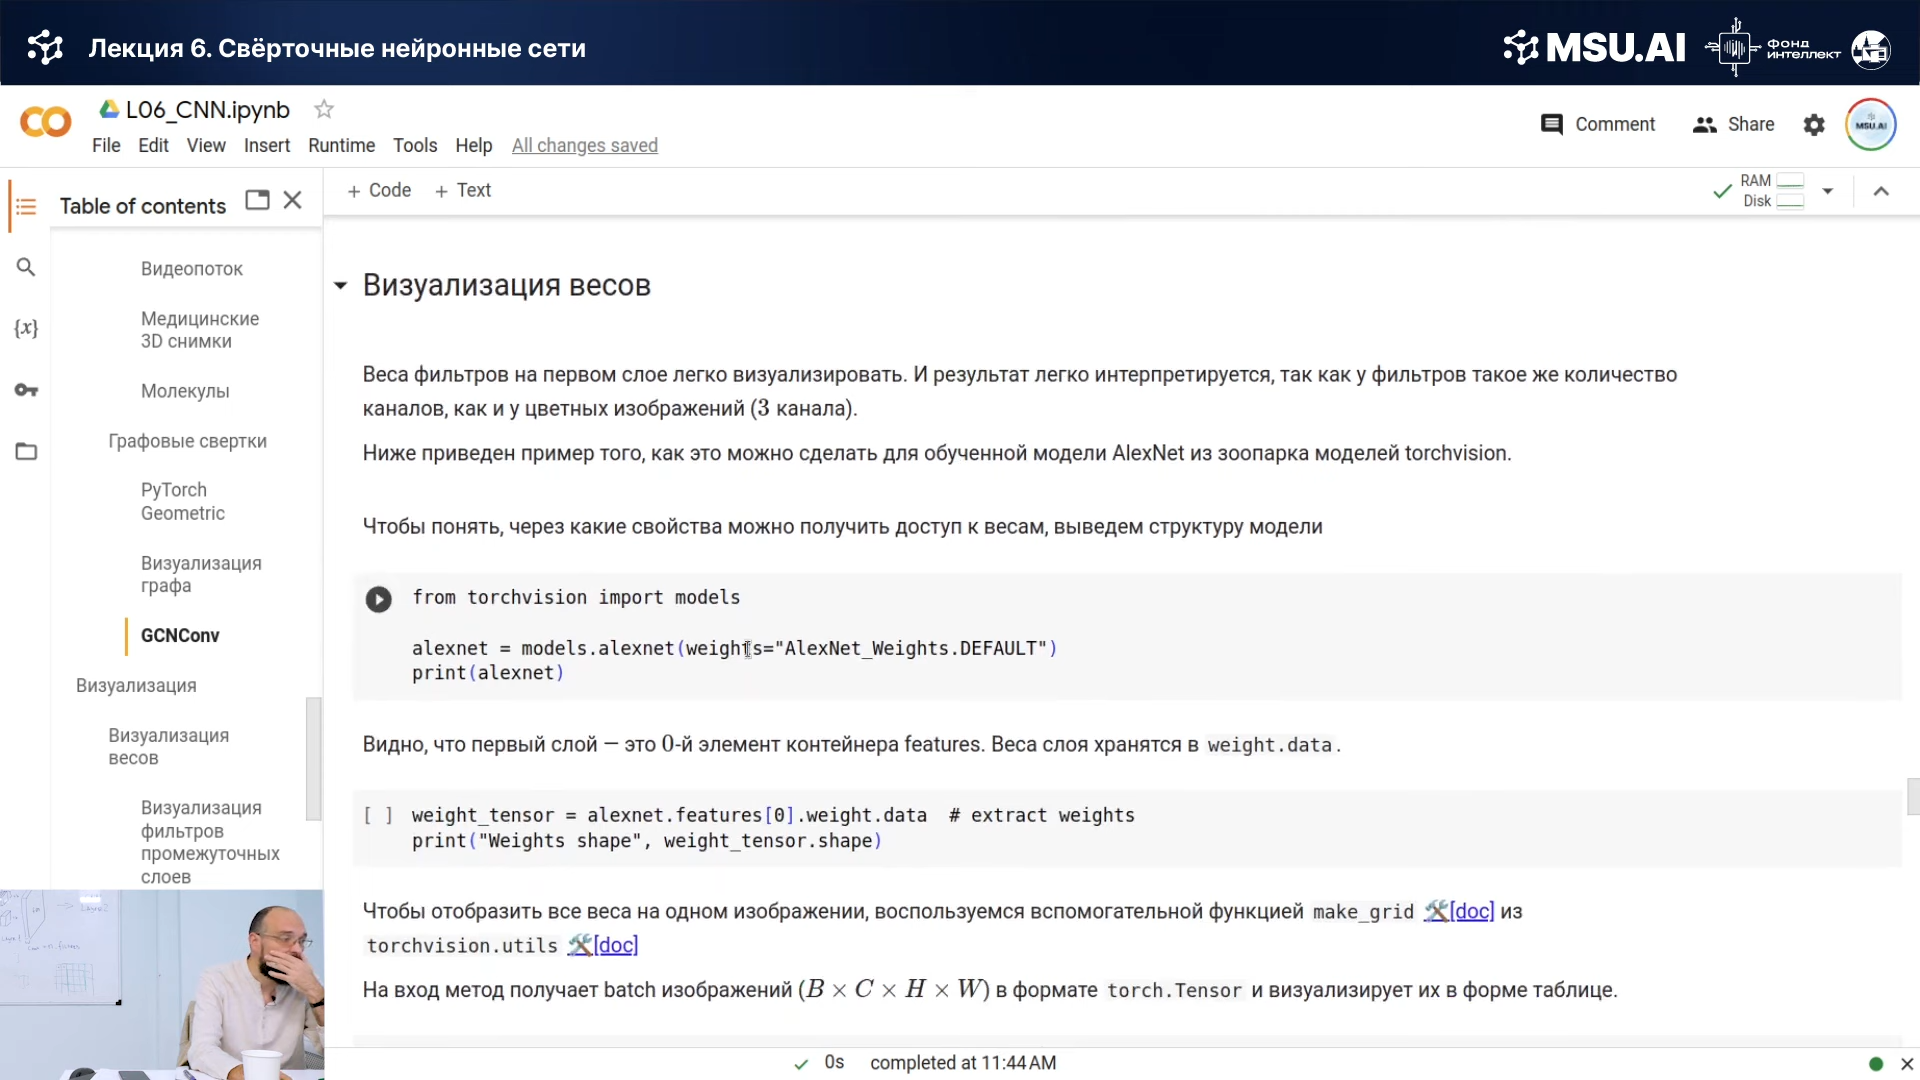 Лекция 6. Свёрточные нейронные сети
MSU.AI
ФОНД
ИНТЕЛЛЕКТ
L06_CNN.ipynb
File Edit View Insert Runtime Tools Help All changes saved
Comment
Share
MSU.AI
Table of contents
+ Code + Text
RAM
Disk
{x}
Видеопоток
Медицинские
3D снимки
Молекулы
Графовые свертки
PyTorch
Geometric
Визуализация
графа
GCNConv
Визуализация
Визуализация
весов
Визуализация
фильтров
промежуточных
слоев
Визуализация весов
Веса фильтров на первом слое легко визуализировать. И результат легко интерпретируется, так как у фильтров такое же количество
каналов, как и у цветных изображений (3 канала).
Ниже приведен пример того, как это можно сделать для обученной модели AlexNet из зоопарка моделей torchvision.
Чтобы понять, через какие свойства можно получить доступ к весам, выведем структуру модели
from torchvision import models
alexnet = models.alexnet(weights="AlexNet_Weights.DEFAULT")
print(alexnet)
Видно, что первый слой — это 0-й элемент контейнера features. Веса слоя хранятся в weight.data.
[ ] weight_tensor = alexnet.features[0].weight.data # extract weights
print("Weights shape", weight_tensor.shape)
Чтобы отобразить все веса на одном изображении, воспользуемся вспомогательной функцией make_grid 🛠️[doc] из
torchvision.utils 🛠️[doc]
На вход метод получает batch изображений (B × C × H × W) в формате torch.Tensor и визуализирует их в форме таблице.
0s completed at 11:44 AM